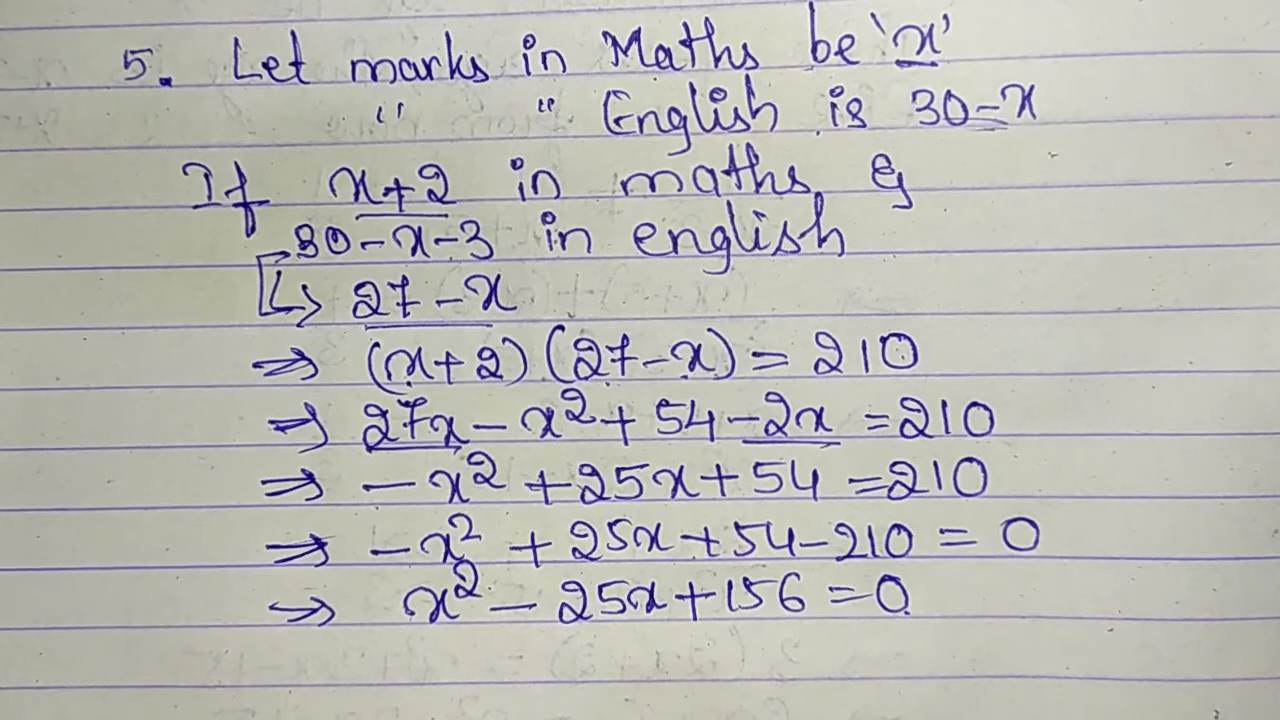 5. Let marks in Maths be 'x'
" " English is 30-x
If x+2 in maths &
30-x-3 in english
↳ 27-x
⇒ (x+2) (27-x) = 210
⇒ 27x - x² + 54 - 2x = 210
⇒ - x² + 25x + 54 = 210
⇒ - x² + 25x + 54 - 210 = 0
⇒ x² - 25x + 156 = 0